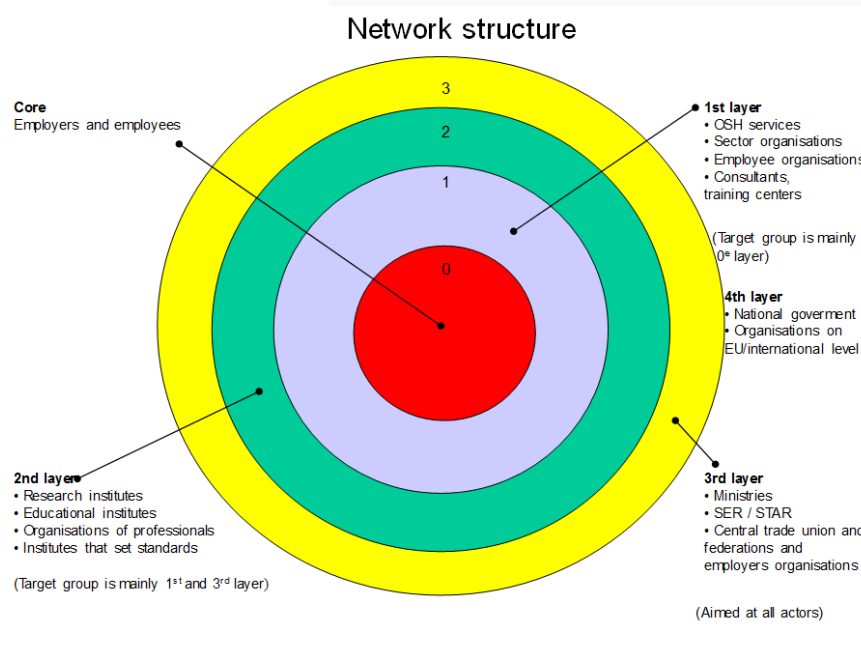 Network structure
3
2
1
0
Core
Employers and employees
1st layer
• OSH services
• Sector organisations
• Employee organisations
• Consultants,
training centers
(Target group is mainly
0e layer)
4th layer
• National goverment
• Organisations on
EU/international level
2nd layer
• Research institutes
• Educational institutes
• Organisations of professionals
• Institutes that set standards
(Target group is mainly 1st and 3rd layer)
3rd layer
• Ministries
• SER / STAR
• Central trade union and
federations and
employers organisations
(Aimed at all actors)